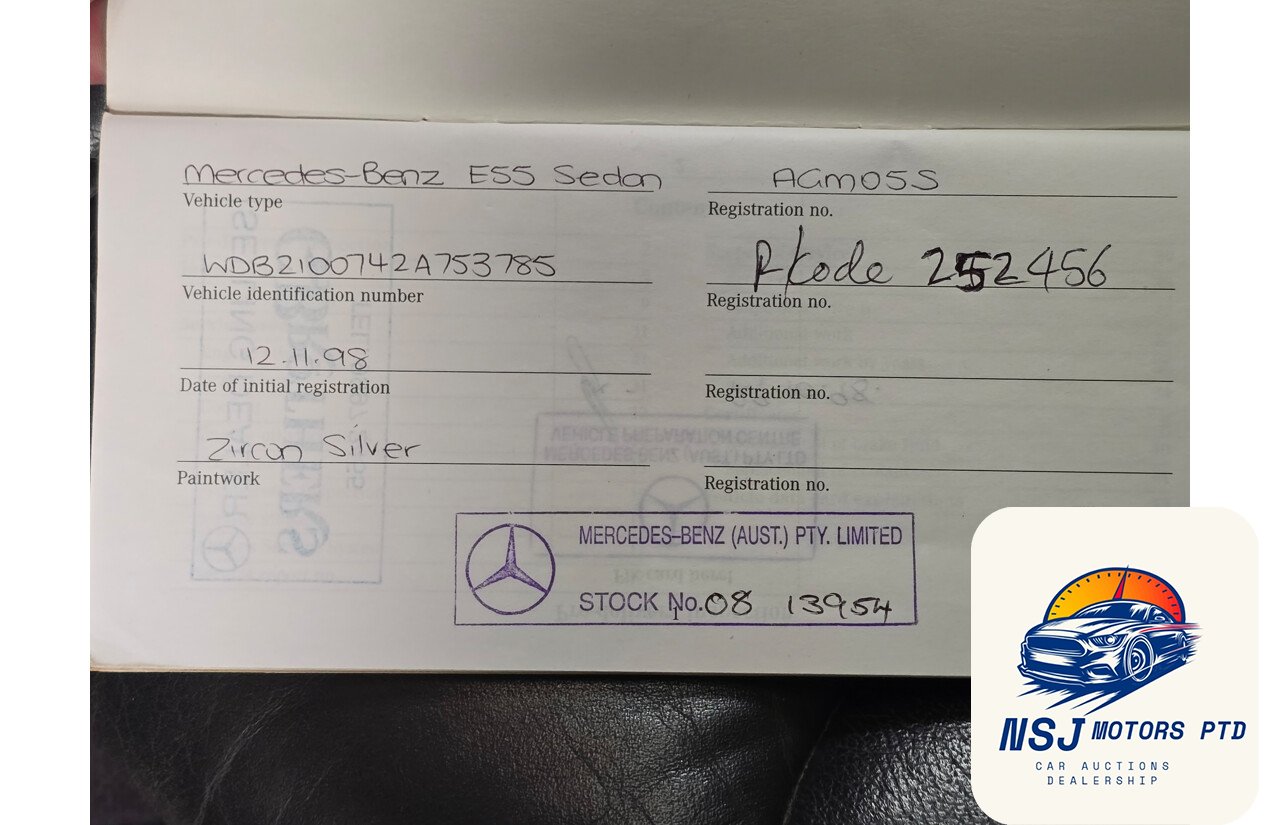 Mercedes-Benz E55 Sedan
Vehicle type
AGM05S
Registration no.
WDB2100742A753785
Vehicle identification number
252456
Registration no.
12.11.98
Date of initial registration
Registration no.
Zircon Silver
Paintwork
Registration no.
MERCEDES-BENZ (AUST.) PTY. LIMITED
STOCK No. 08 13954
NSJ MOTORS PTD
CAR AUCTIONS
DEALERSHIP